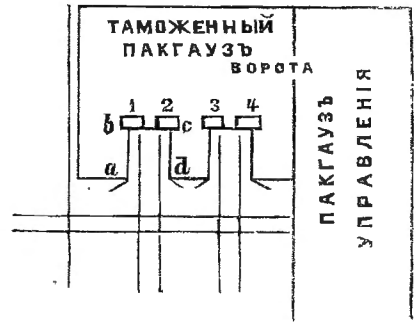 ТАМОЖЕННЫЙ
ПАКГАУЗЪ
ВОРОТА
1 2 3 4
b c
a d
ПАКГАУЗЪ
УПРАВЛЕНІЯ